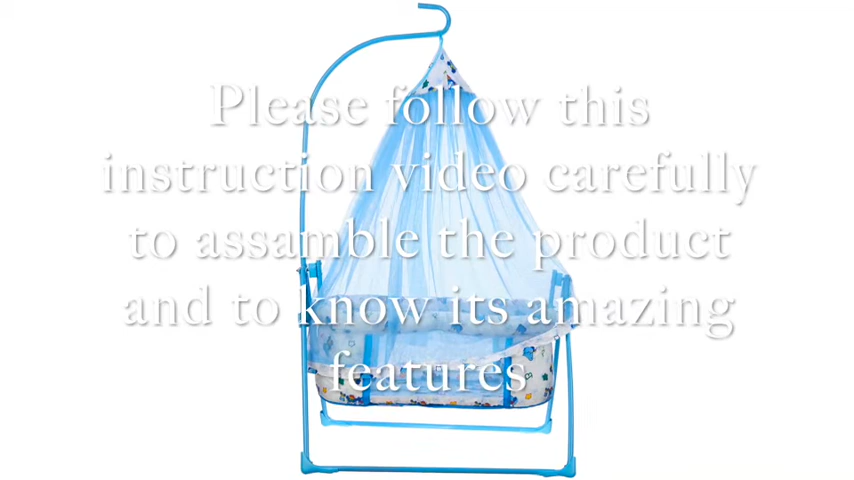 Please follow this
instruction video carefully
to assamble the product
and to know its amazing
features